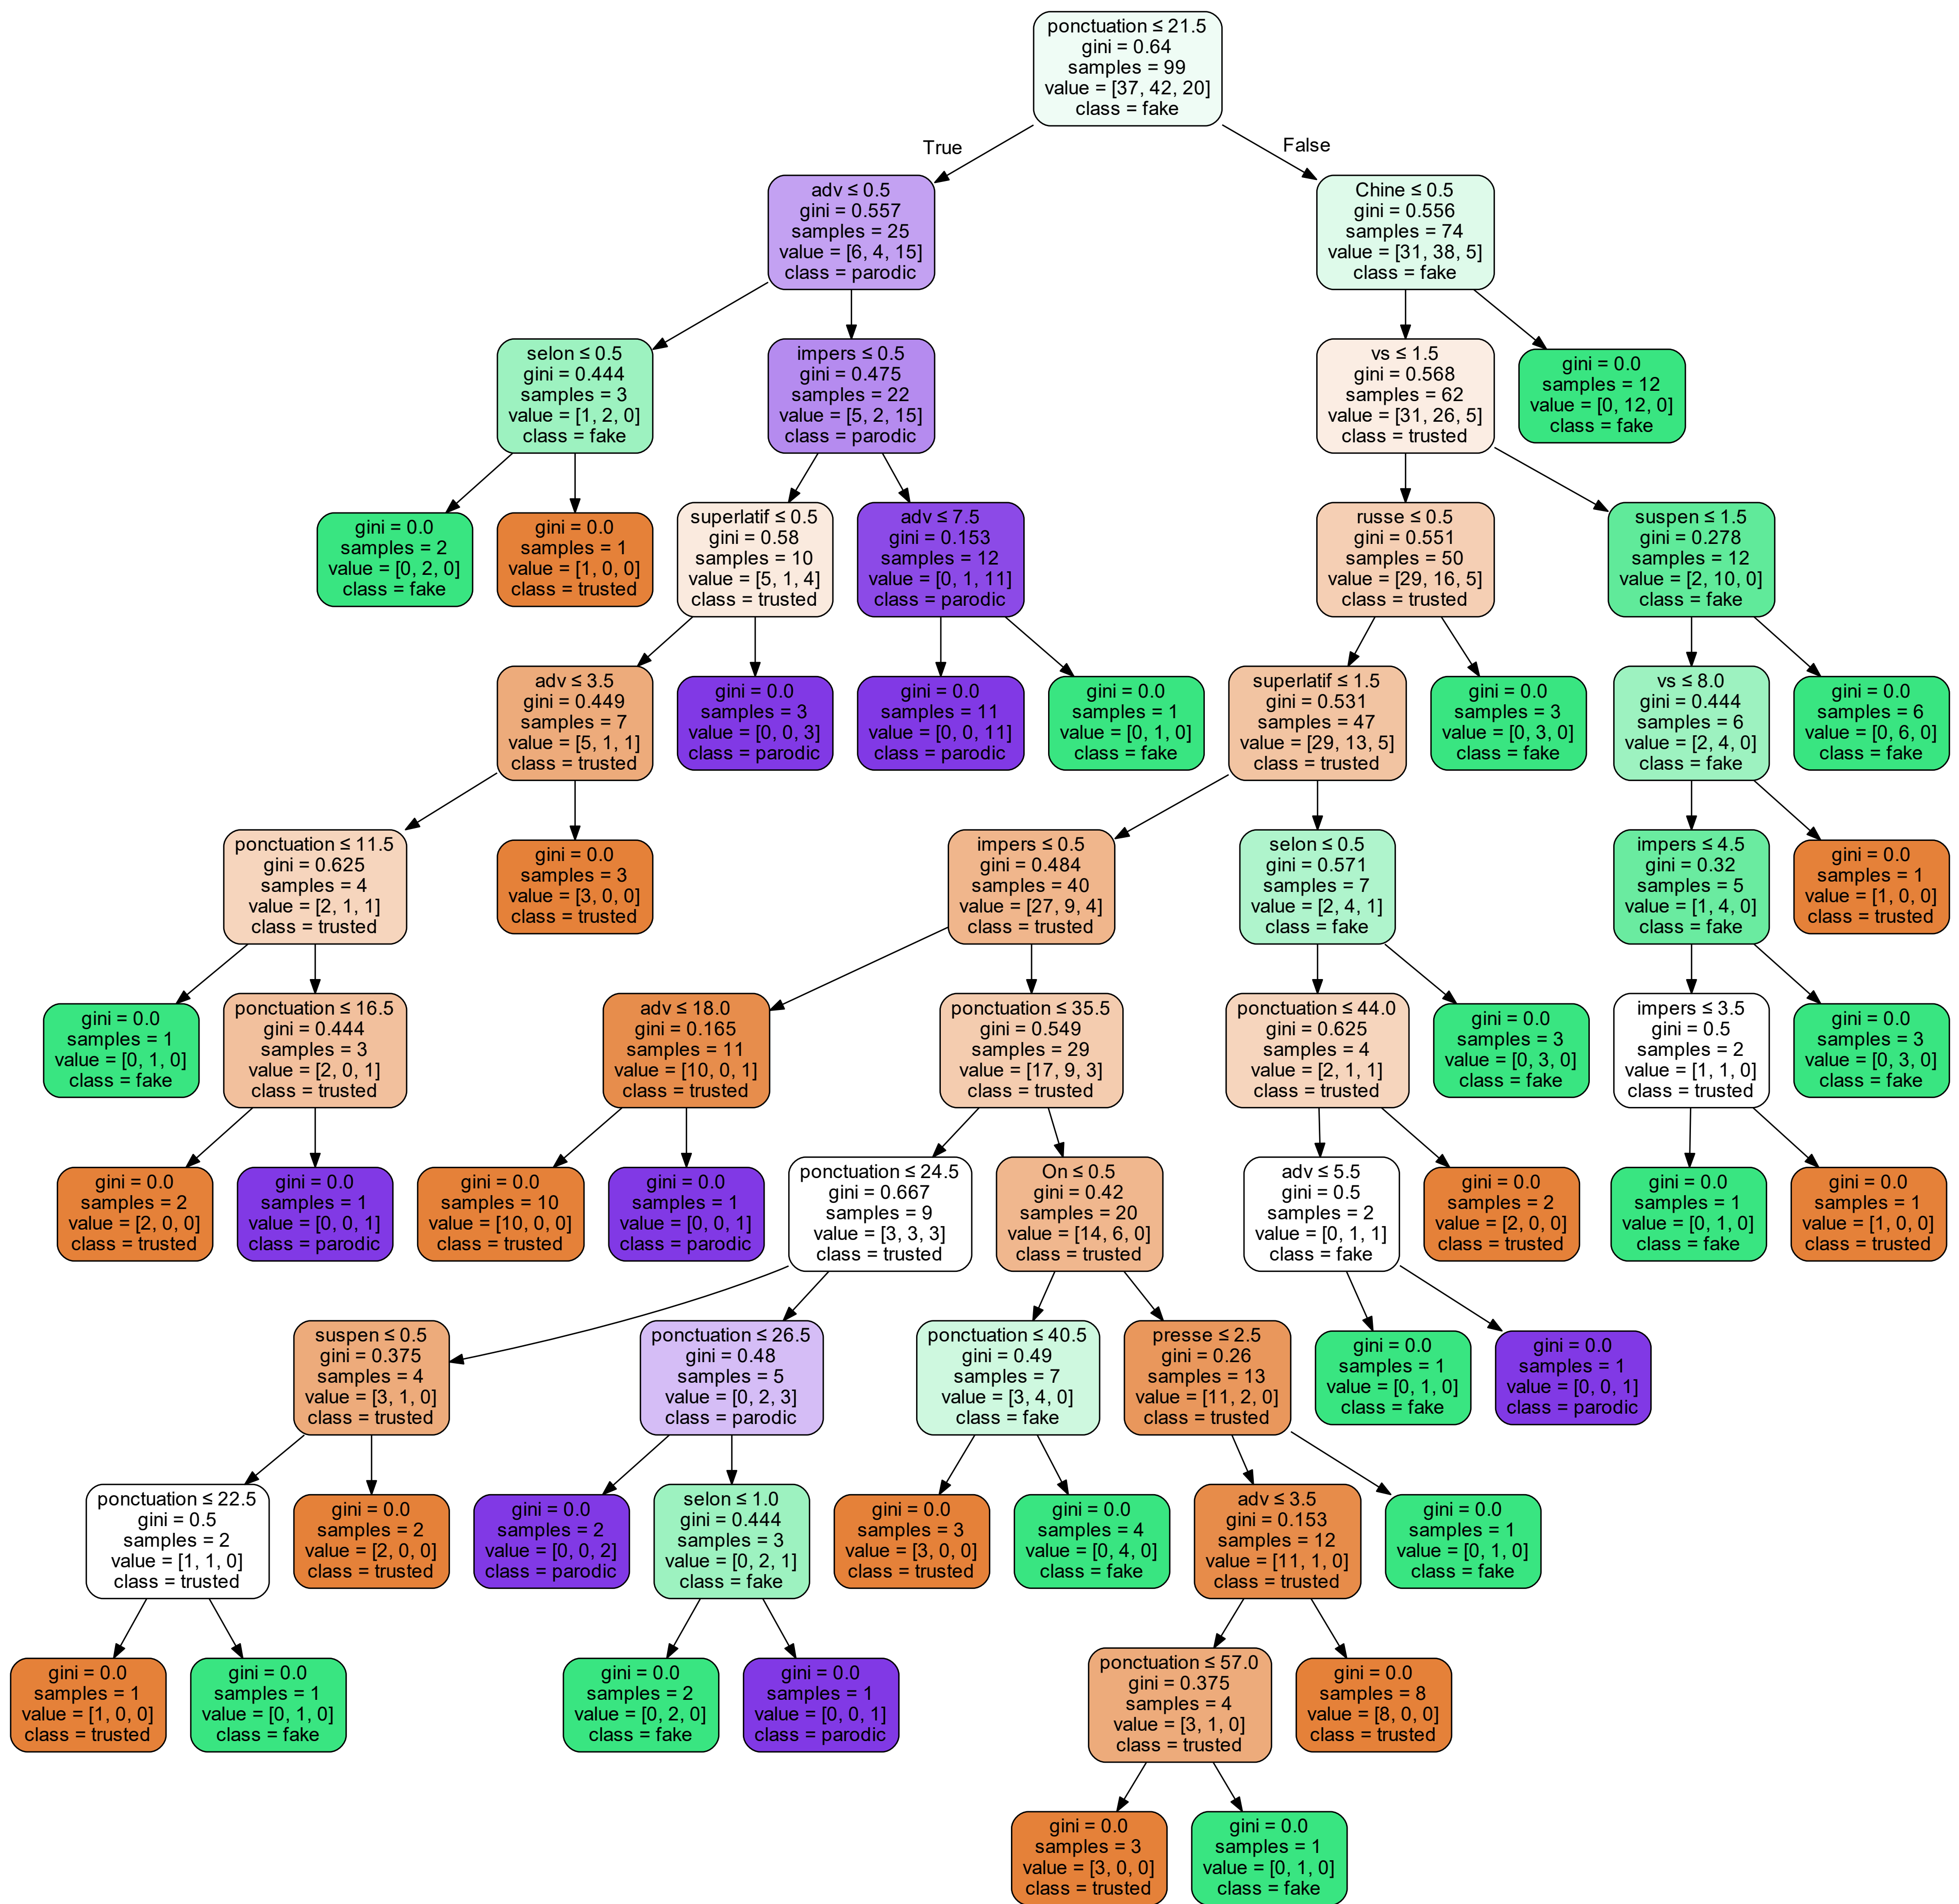 ponctuation ≤ 21.5
gini = 0.64
samples = 99
value = [37, 42, 20]
class = fake
True
False
adv ≤ 0.5
gini = 0.557
samples = 25
value = [6, 4, 15]
class = parodic
Chine ≤ 0.5
gini = 0.556
samples = 74
value = [31, 38, 5]
class = fake
selon ≤ 0.5
gini = 0.444
samples = 3
value = [1, 2, 0]
class = fake
impers ≤ 0.5
gini = 0.475
samples = 22
value = [5, 2, 15]
class = parodic
vs ≤ 1.5
gini = 0.568
samples = 62
value = [31, 26, 5]
class = trusted
gini = 0.0
samples = 12
value = [0, 12, 0]
class = fake
gini = 0.0
samples = 2
value = [0, 2, 0]
class = fake
gini = 0.0
samples = 1
value = [1, 0, 0]
class = trusted
superlatif ≤ 0.5
gini = 0.58
samples = 10
value = [5, 1, 4]
class = trusted
adv ≤ 7.5
gini = 0.153
samples = 12
value = [0, 1, 11]
class = parodic
russe ≤ 0.5
gini = 0.551
samples = 50
value = [29, 16, 5]
class = trusted
suspen ≤ 1.5
gini = 0.278
samples = 12
value = [2, 10, 0]
class = fake
adv ≤ 3.5
gini = 0.449
samples = 7
value = [5, 1, 1]
class = trusted
gini = 0.0
samples = 3
value = [0, 0, 3]
class = parodic
gini = 0.0
samples = 11
value = [0, 0, 11]
class = parodic
gini = 0.0
samples = 1
value = [0, 1, 0]
class = fake
superlatif ≤ 1.5
gini = 0.531
samples = 47
value = [29, 13, 5]
class = trusted
gini = 0.0
samples = 3
value = [0, 3, 0]
class = fake
vs ≤ 8.0
gini = 0.444
samples = 6
value = [2, 4, 0]
class = fake
gini = 0.0
samples = 6
value = [0, 6, 0]
class = fake
ponctuation ≤ 11.5
gini = 0.625
samples = 4
value = [2, 1, 1]
class = trusted
gini = 0.0
samples = 3
value = [3, 0, 0]
class = trusted
impers ≤ 0.5
gini = 0.484
samples = 40
value = [27, 9, 4]
class = trusted
selon ≤ 0.5
gini = 0.571
samples = 7
value = [2, 4, 1]
class = fake
impers ≤ 4.5
gini = 0.32
samples = 5
value = [1, 4, 0]
class = fake
gini = 0.0
samples = 1
value = [1, 0, 0]
class = trusted
gini = 0.0
samples = 1
value = [0, 1, 0]
class = fake
ponctuation ≤ 16.5
gini = 0.444
samples = 3
value = [2, 0, 1]
class = trusted
adv ≤ 18.0
gini = 0.165
samples = 11
value = [10, 0, 1]
class = trusted
ponctuation ≤ 35.5
gini = 0.549
samples = 29
value = [17, 9, 3]
class = trusted
ponctuation ≤ 44.0
gini = 0.625
samples = 4
value = [2, 1, 1]
class = trusted
gini = 0.0
samples = 3
value = [0, 3, 0]
class = fake
impers ≤ 3.5
gini = 0.5
samples = 2
value = [1, 1, 0]
class = trusted
gini = 0.0
samples = 3
value = [0, 3, 0]
class = fake
gini = 0.0
samples = 2
value = [2, 0, 0]
class = trusted
gini = 0.0
samples = 1
value = [0, 0, 1]
class = parodic
gini = 0.0
samples = 10
value = [10, 0, 0]
class = trusted
gini = 0.0
samples = 1
value = [0, 0, 1]
class = parodic
ponctuation ≤ 24.5
gini = 0.667
samples = 9
value = [3, 3, 3]
class = trusted
On ≤ 0.5
gini = 0.42
samples = 20
value = [14, 6, 0]
class = trusted
adv ≤ 5.5
gini = 0.5
samples = 2
value = [0, 1, 1]
class = fake
gini = 0.0
samples = 2
value = [2, 0, 0]
class = trusted
gini = 0.0
samples = 1
value = [0, 1, 0]
class = fake
gini = 0.0
samples = 1
value = [1, 0, 0]
class = trusted
suspen ≤ 0.5
gini = 0.375
samples = 4
value = [3, 1, 0]
class = trusted
ponctuation ≤ 26.5
gini = 0.48
samples = 5
value = [0, 2, 3]
class = parodic
ponctuation ≤ 40.5
gini = 0.49
samples = 7
value = [3, 4, 0]
class = fake
presse ≤ 2.5
gini = 0.26
samples = 13
value = [11, 2, 0]
class = trusted
gini = 0.0
samples = 1
value = [0, 1, 0]
class = fake
gini = 0.0
samples = 1
value = [0, 0, 1]
class = parodic
ponctuation ≤ 22.5
gini = 0.5
samples = 2
value = [1, 1, 0]
class = trusted
gini = 0.0
samples = 2
value = [2, 0, 0]
class = trusted
gini = 0.0
samples = 2
value = [0, 0, 2]
class = parodic
selon ≤ 1.0
gini = 0.444
samples = 3
value = [0, 2, 1]
class = fake
gini = 0.0
samples = 3
value = [3, 0, 0]
class = trusted
gini = 0.0
samples = 4
value = [0, 4, 0]
class = fake
adv ≤ 3.5
gini = 0.153
samples = 12
value = [11, 1, 0]
class = trusted
gini = 0.0
samples = 1
value = [0, 1, 0]
class = fake
gini = 0.0
samples = 1
value = [1, 0, 0]
class = trusted
gini = 0.0
samples = 1
value = [0, 1, 0]
class = fake
gini = 0.0
samples = 2
value = [0, 2, 0]
class = fake
gini = 0.0
samples = 1
value = [0, 0, 1]
class = parodic
ponctuation ≤ 57.0
gini = 0.375
samples = 4
value = [3, 1, 0]
class = trusted
gini = 0.0
samples = 8
value = [8, 0, 0]
class = trusted
gini = 0.0
samples = 3
value = [3, 0, 0]
class = trusted
gini = 0.0
samples = 1
value = [0, 1, 0]
class = fake